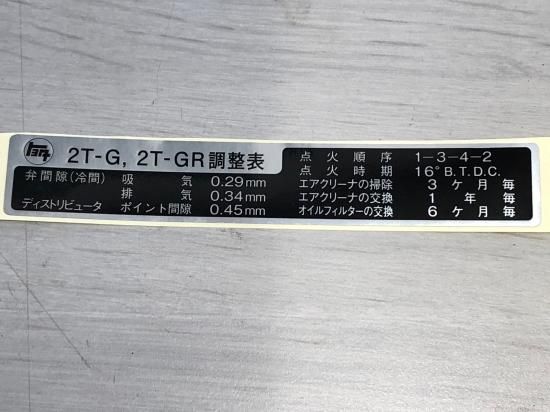 トヨタ
2T-G, 2T-GR 調整表
弁間隙(冷間) 吸気 0.29mm
排気 0.34mm
ディストリビュータ ポイント間隙 0.45mm
点火順序 1-3-4-2
点火時期 16° B.T.D.C.
エアクリーナの掃除 3ケ月毎
エアクリーナの交換 1年毎
オイルフィルターの交換 6ケ月毎